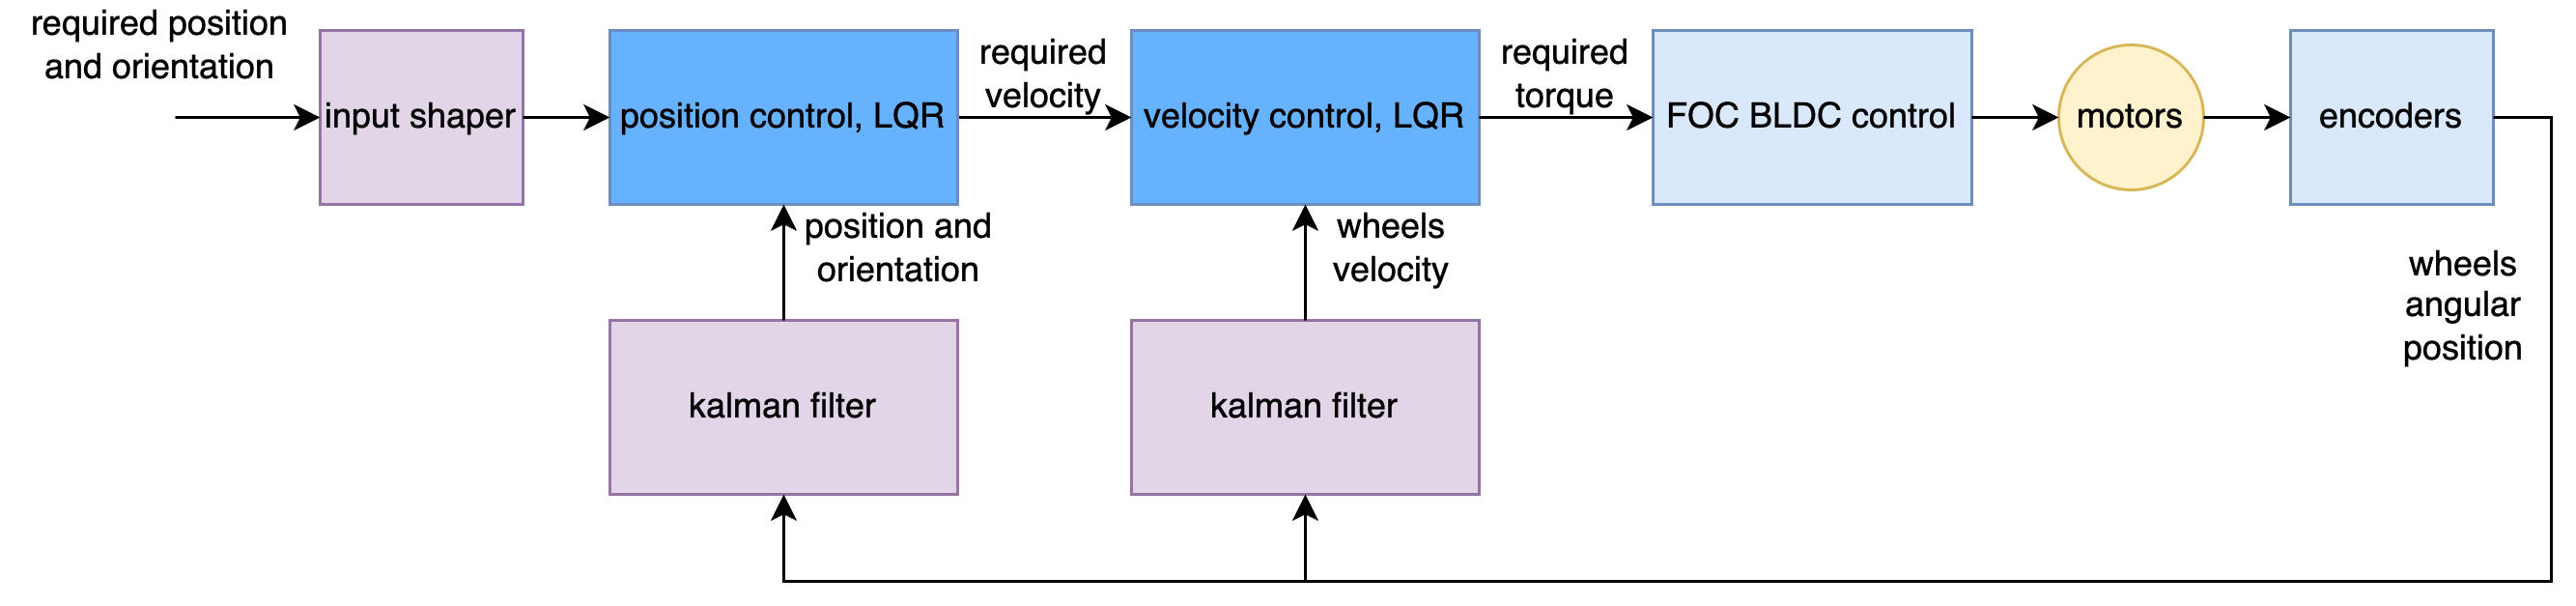 required position
and orientation
input shaper
position control, LQR
required
velocity
velocity control, LQR
required
torque
FOC BLDC control
motors
encoders
position and
orientation
wheels
velocity
wheels
angular
position
kalman filter
kalman filter